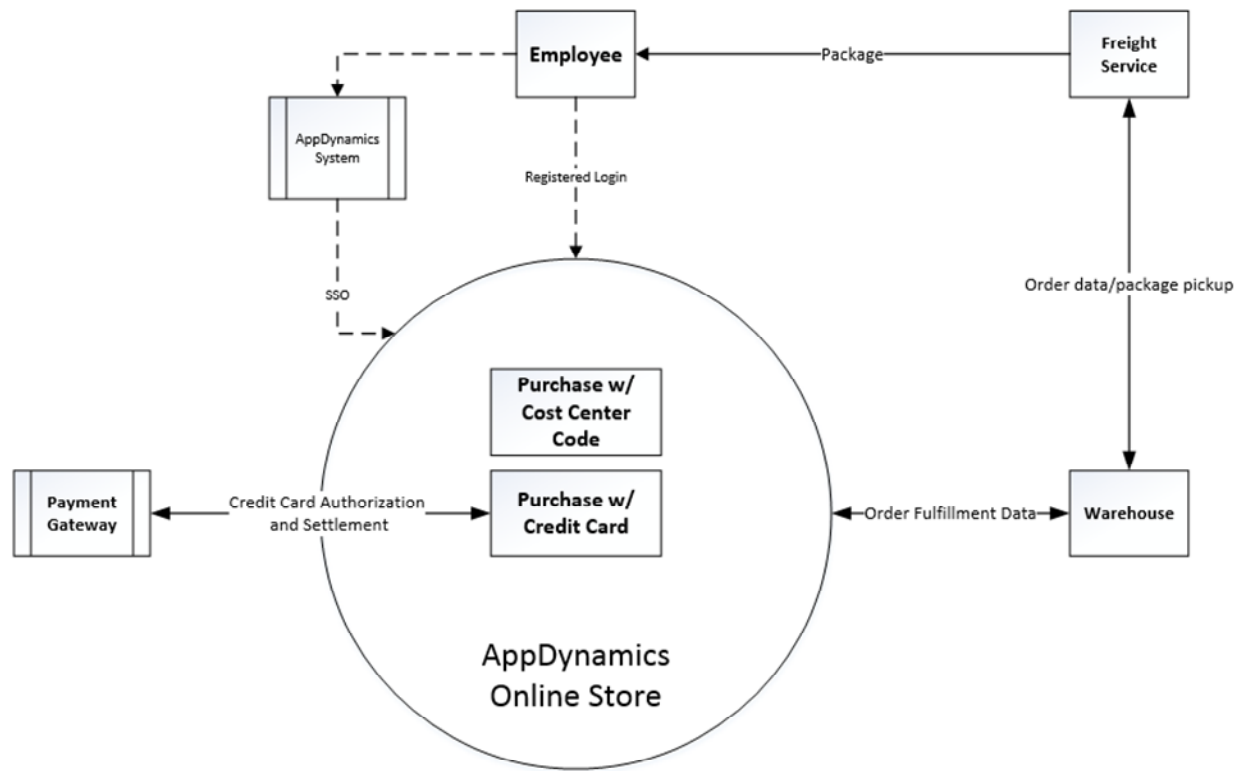 Employee
Package
Freight
Service
AppDynamics
System
Registered Login
SSO
Order data/package pickup
Purchase w/
Cost Center
Code
Payment
Gateway
Credit Card Authorization
and Settlement
Purchase w/
Credit Card
Order Fulfillment Data
Warehouse
AppDynamics
Online Store